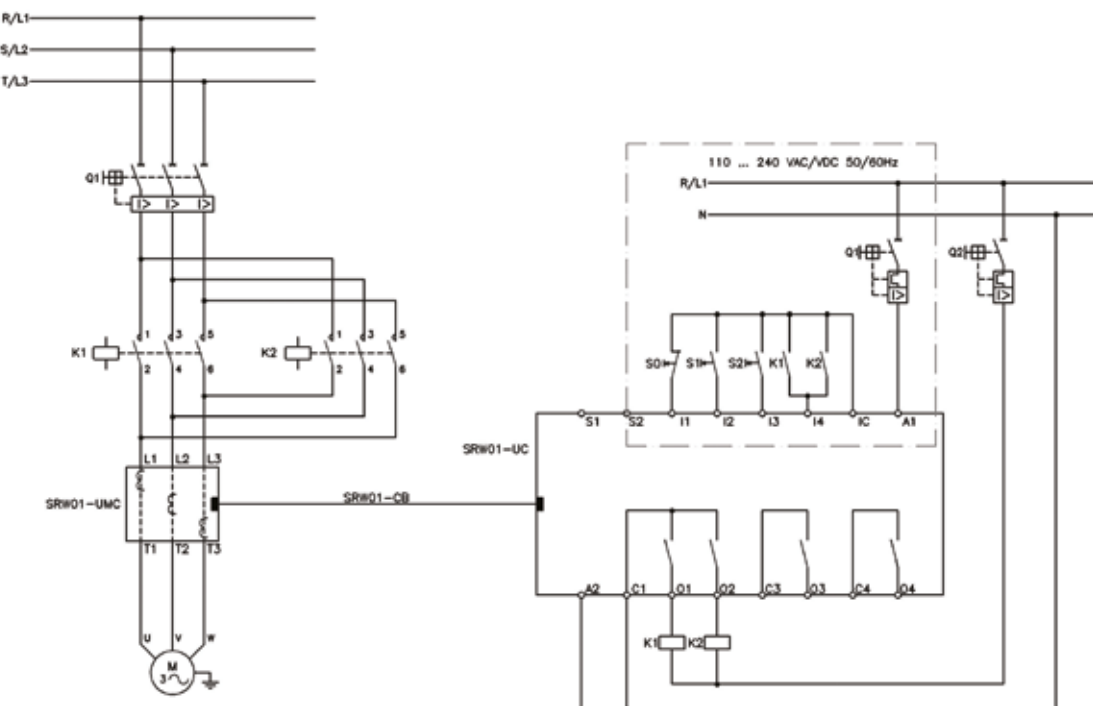 R/L1
S/L2
T/L3
110 ... 240 VAC/VDC 50/60Hz
R/L1
N
Q1 I> I> I>
Q1 I>
Q2 I>
K1 1 3 5
2 4 6
K2 1 3 5
2 4 6
S0 S1 S2 K1 K2
S1 S2 I1 I2 I3 I4 IC A1
SRW01-UC
L1 L2 L3
SRW01-UMC
SRW01-CB
T1 T2 T3
A2 C1 O1 O2 C3 O3 C4 O4
U V W
K1 K2
M
3